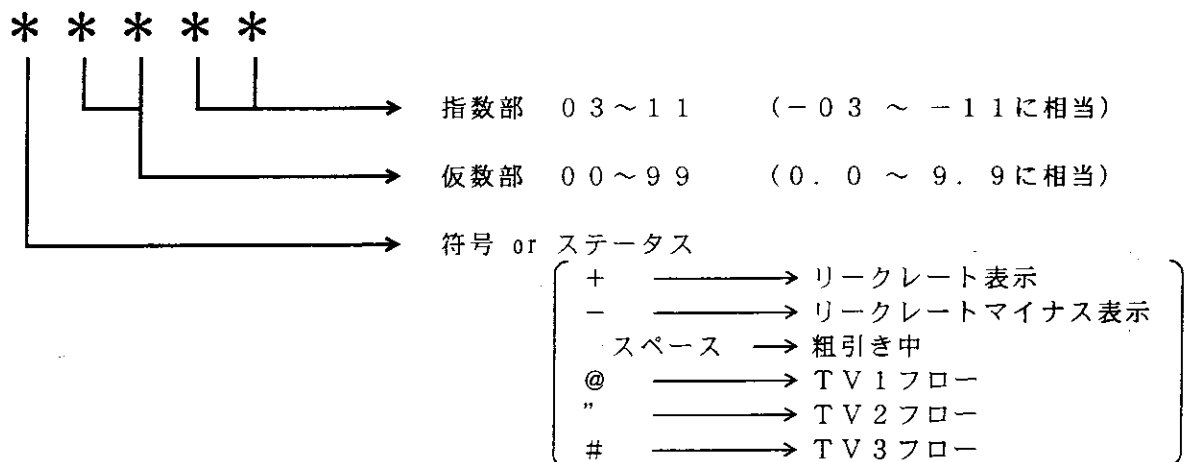 ＊ ＊ ＊ ＊ ＊
指数部 ０３～１１ （－０３ ～ －１１に相当）
仮数部 ００～９９ （０．０ ～ ９．９に相当）
符号 or ステータス
＋ → リークレート表示
－ → リークレートマイナス表示
スペース → 粗引き中
＠ → ＴＶ１フロー
” → ＴＶ２フロー
＃ → ＴＶ３フロー